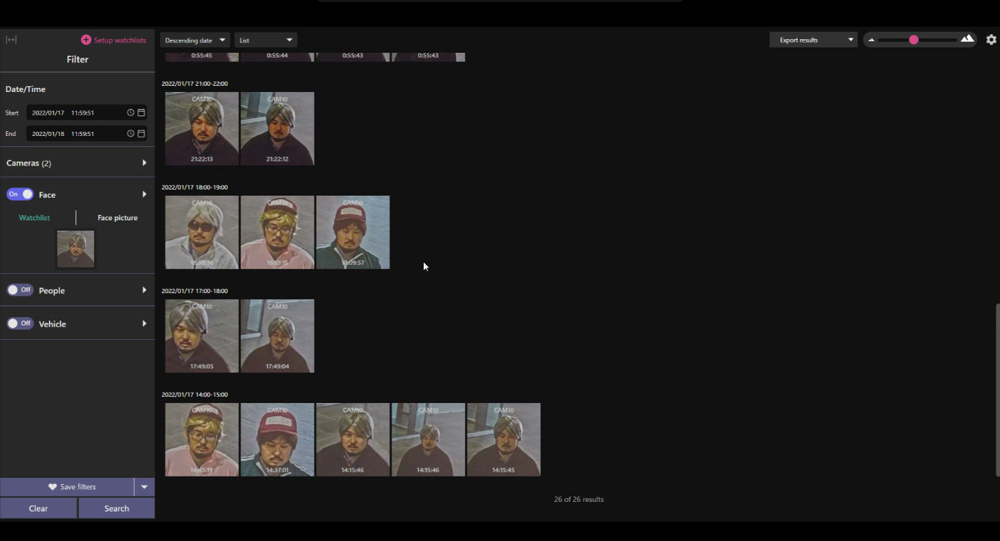 Setup watchlists
Descending date
List
Export results
Filter
0:55:45 0:55:44 0:55:43 0:55:43
Date/Time
Start 2022/01/17 11:59:51
End 2022/01/18 11:59:51
Cameras (2)
On Face
Watchlist Face picture
Off People
Off Vehicle
Save filters
Clear Search
2022/01/17 21:00-22:00
CAM10 CAM10
21:22:13 21:22:12
2022/01/17 18:00-19:00
CAM10 CAM10 CAM10
18:09:57
2022/01/17 17:00-18:00
CAM10 CAM10
17:49:05 17:49:04
2022/01/17 14:00-15:00
CAM10 CAM10 CAM10 CAM10 CAM10
14:45:19 14:37:01 14:15:46 14:15:46 14:15:45
26 of 26 results